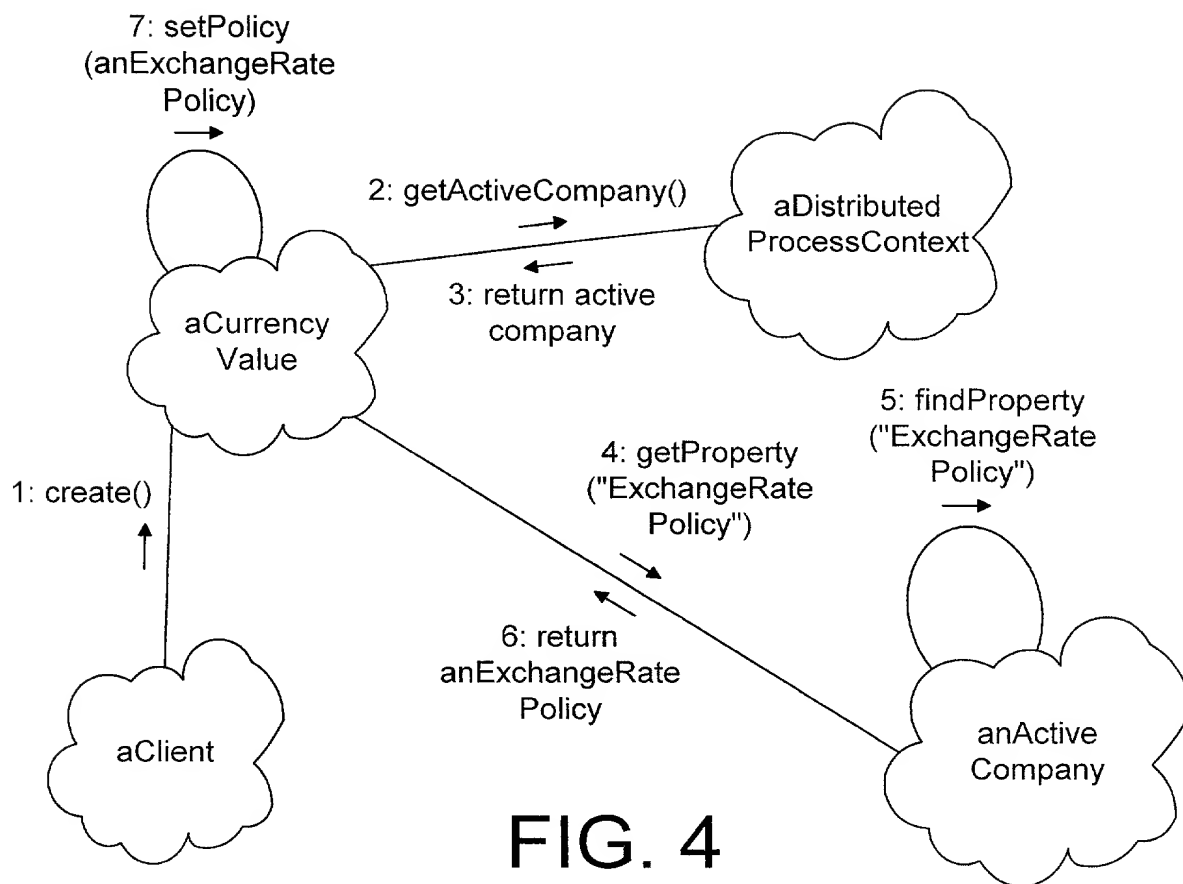 7: setPolicy
(anExchangeRate
Policy)
2: getActiveCompany()
aDistributed
ProcessContext
3: return active
company
aCurrency
Value
5: findProperty
("ExchangeRate
Policy")
4: getProperty
("ExchangeRate
Policy")
1: create()
6: return
anExchangeRate
Policy
aClient
anActive
Company
FIG. 4